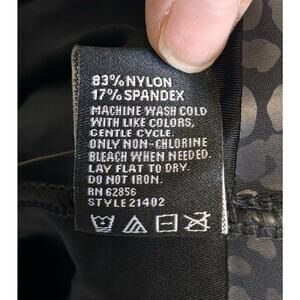 83% NYLON
17% SPANDEX
MACHINE WASH COLD
WITH LIKE COLORS,
GENTLE CYCLE.
ONLY NON-CHLORINE
BLEACH WHEN NEEDED.
LAY FLAT TO DRY.
DO NOT IRON.
RN 62856
STYLE 21402